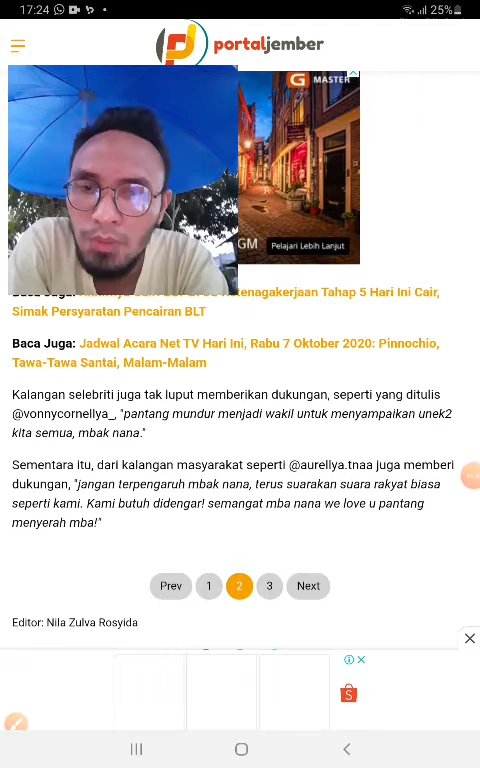 17:24
25%
portaljember
G MASTER
GM
Pelajari Lebih Lanjut
Tahap 5 Hari Ini Cair,
Simak Persyaratan Pencairan BLT
Baca Juga: Jadwal Acara Net TV Hari Ini, Rabu 7 Oktober 2020: Pinnochio,
Tawa-Tawa Santai, Malam-Malam
Kalangan selebriti juga tak luput memberikan dukungan, seperti yang ditulis
@vonnycornellya_, "pantang mundur menjadi wakil untuk menyampaikan unek2
kita semua, mbak nana."
Sementara itu, dari kalangan masyarakat seperti @aurellya.tnaa juga memberi
dukungan, "jangan terpengaruh mbak nana, terus suarakan suara rakyat biasa
seperti kami. Kami butuh didengar! semangat mba nana we love u pantang
menyerah mba!"
Prev 1 2 3 Next
Editor: Nila Zulva Rosyida